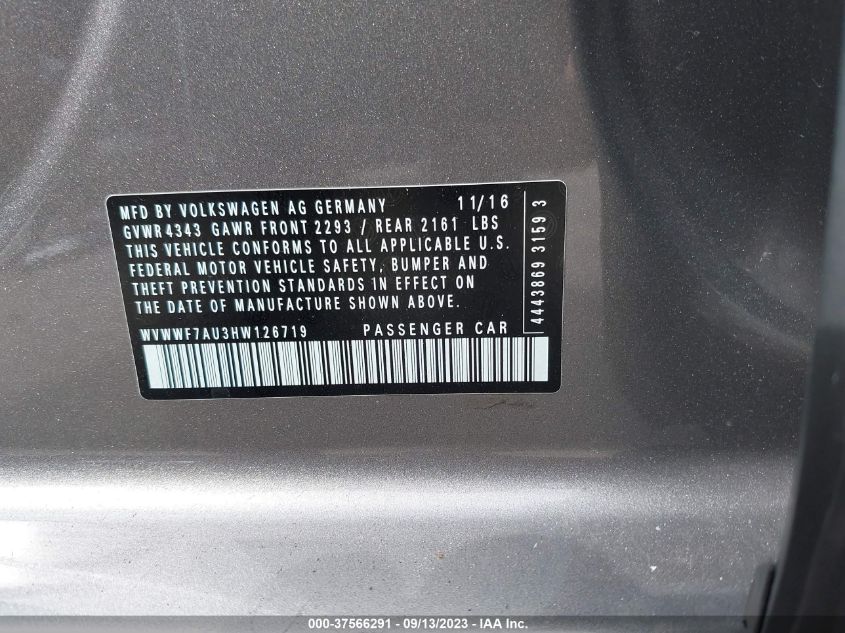 MFD BY VOLKSWAGEN AG GERMANY 11/16
GVWR 4343 GAWR FRONT 2293 / REAR 2161 LBS
THIS VEHICLE CONFORMS TO ALL APPLICABLE U.S.
FEDERAL MOTOR VEHICLE SAFETY, BUMPER AND
THEFT PREVENTION STANDARDS IN EFFECT ON
THE DATE OF MANUFACTURE SHOWN ABOVE.
WVWWF7AU3HW126719 PASSENGER CAR
4443869 3159 3
000-37566291 - 09/13/2023 - IAA Inc.